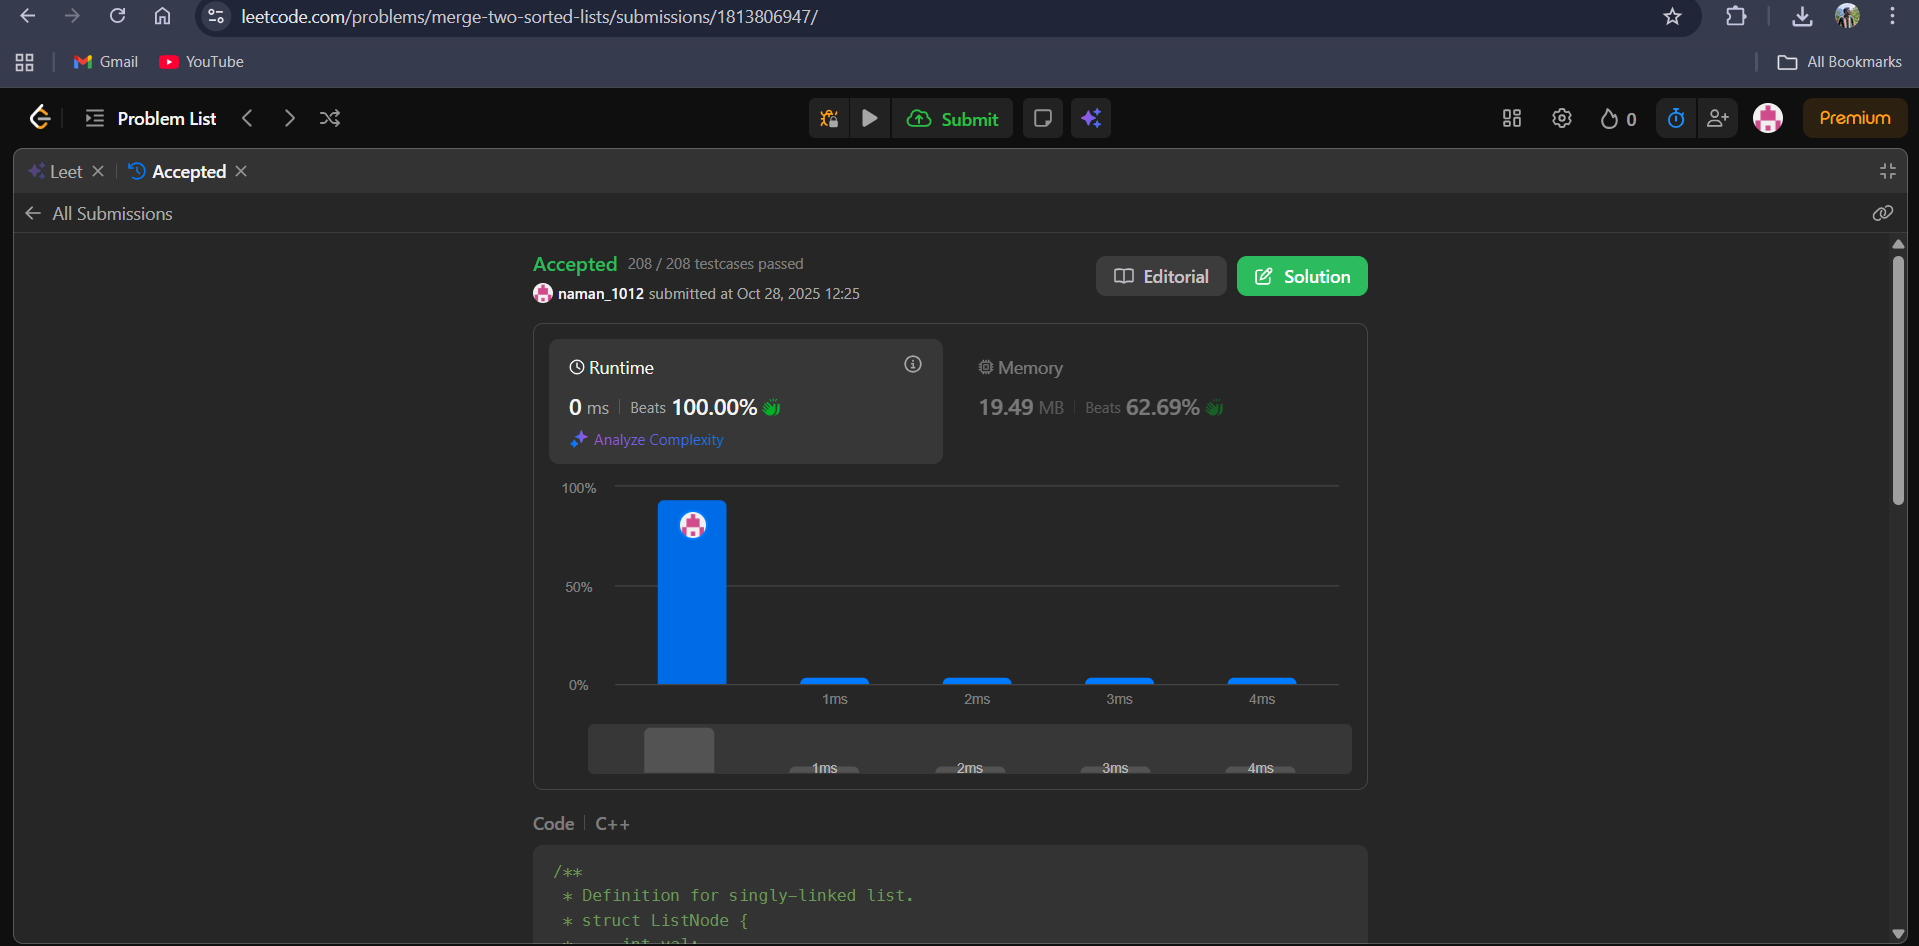 leetcode.com/problems/merge-two-sorted-lists/submissions/1813806947/
Gmail YouTube All Bookmarks
Problem List Submit 0 Premium
Leet Accepted
All Submissions
Accepted 208 / 208 testcases passed
naman_1012 submitted at Oct 28, 2025 12:25
Editorial Solution
Runtime
0 ms Beats 100.00%
Analyze Complexity
Memory
19.49 MB Beats 62.69%
100%
50%
0%
1ms 2ms 3ms 4ms
1ms 2ms 3ms 4ms
Code C++
/**
* Definition for singly-linked list.
* struct ListNode {
* int val;